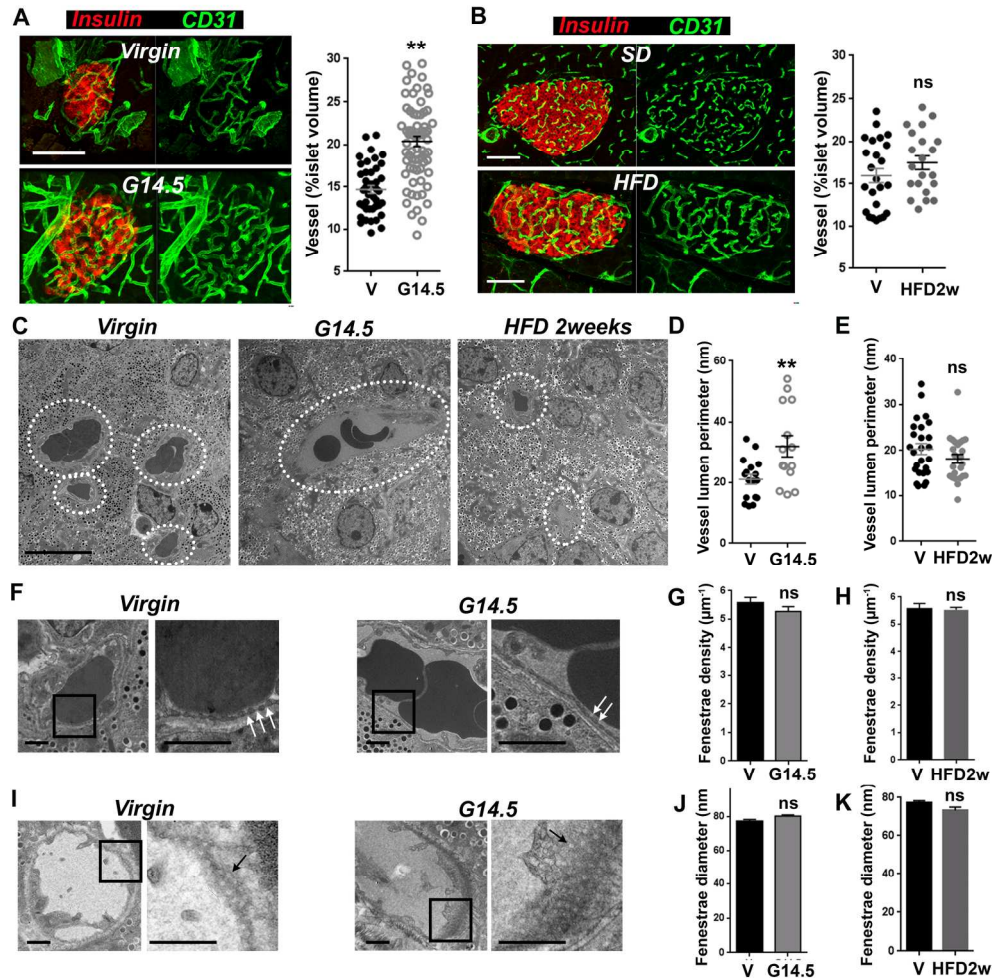 A
Insulin CD31
Virgin
G14.5
Vessel (%islet volume)
30
25
20
15
10
5
**
V G14.5
B
Insulin CD31
SD
HFD
Vessel (%islet volume)
30
25
20
15
10
5
ns
V HFD2w
C
Virgin
G14.5
HFD 2weeks
D
Vessel lumen perimeter (nm)
60
40
20
0
**
V G14.5
E
Vessel lumen perimeter (nm)
40
30
20
10
0
ns
V HFD2w
F
Virgin
G14.5
G
Fenestrae density (µm⁻¹)
6
5
4
3
2
1
0
ns
V G14.5
H
Fenestrae density (µm⁻¹)
6
5
4
3
2
1
0
ns
V HFD2w
I
Virgin
G14.5
J
Fenestrae diameter (nm)
80
60
40
20
0
ns
V G14.5
K
Fenestrae diameter (nm)
80
60
40
20
0
ns
V HFD2w